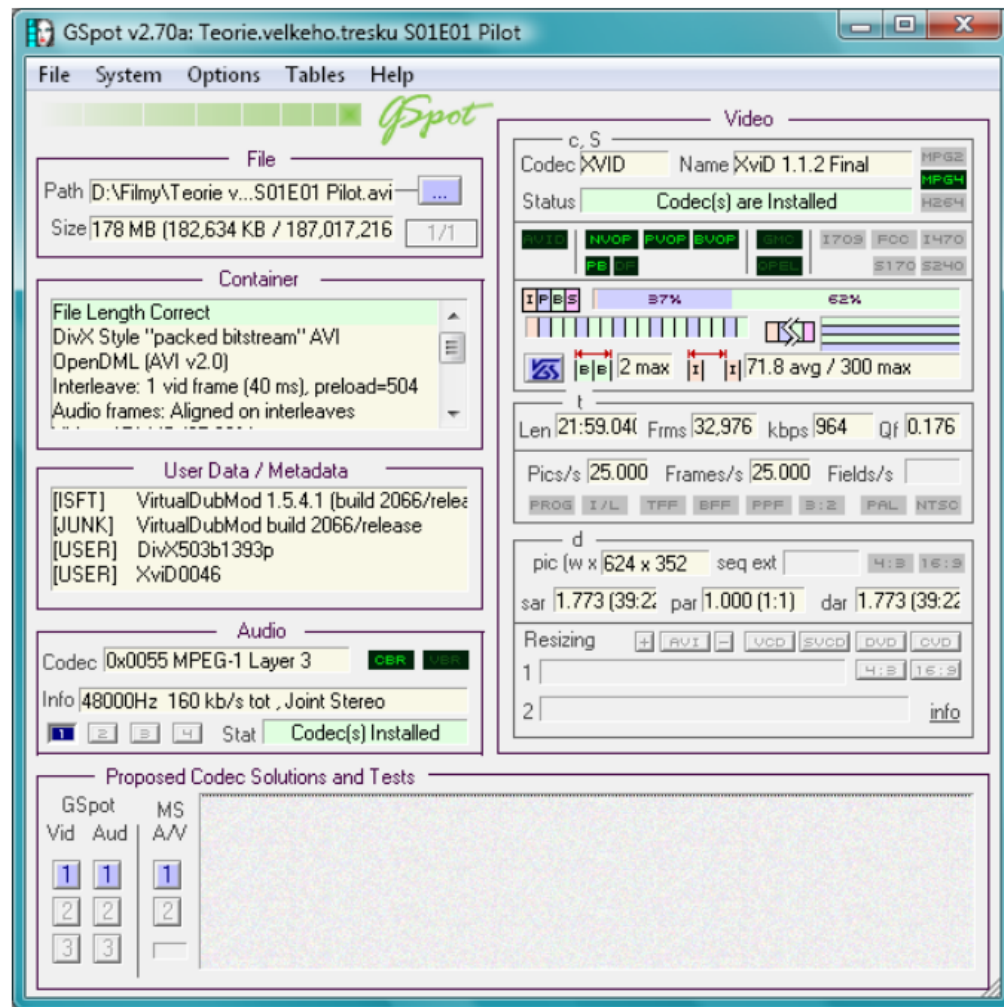 GSpot v2.70a: Teorie.velkeho.tresku S01E01 Pilot
File System Options Tables Help
GSpot
File
Path D:\Filmy\Teorie v...S01E01 Pilot.avi ...
Size 178 MB (182,634 KB / 187,017,216 1/1
Container
File Length Correct
DivX Style "packed bitstream" AVI
OpenDML (AVI v2.0)
Interleave: 1 vid frame (40 ms), preload=504
Audio frames: Aligned on interleaves
User Data / Metadata
[ISFT] VirtualDubMod 1.5.4.1 (build 2066/relea
[JUNK] VirtualDubMod build 2066/release
[USER] DivX503b1393p
[USER] XviD0046
Audio
Codec 0x0055 MPEG-1 Layer 3 CBR VBR
Info 48000Hz 160 kb/s tot , Joint Stereo
1 2 3 4 Stat Codec(s) Installed
Video
c, S
Codec XVID Name XviD 1.1.2 Final MPG2
MPG4
Status Codec(s) are Installed H264
AVID NVOP PVOP BVOP GMC I709 FCC I470
PB DF QPEL S170 S240
I P B S 37% 62%
B B 2 max I I 71.8 avg / 300 max
t
Len 21:59.04( Frms 32,976 kbps 964 Qf 0.176
Pics/s 25.000 Frames/s 25.000 Fields/s
PROG I/L TFF BFF PPF 3:2 PAL NTSC
d
pic (w x 624 x 352 seq ext 4:3 16:9
sar 1.773 (39:22 par 1.000 (1:1) dar 1.773 (39:22
Resizing + AVI - VCD SVCD DVD CVD
1 4:3 16:9
2 info
Proposed Codec Solutions and Tests
GSpot MS
Vid Aud A/V
1 1 1
2 2 2
3 3